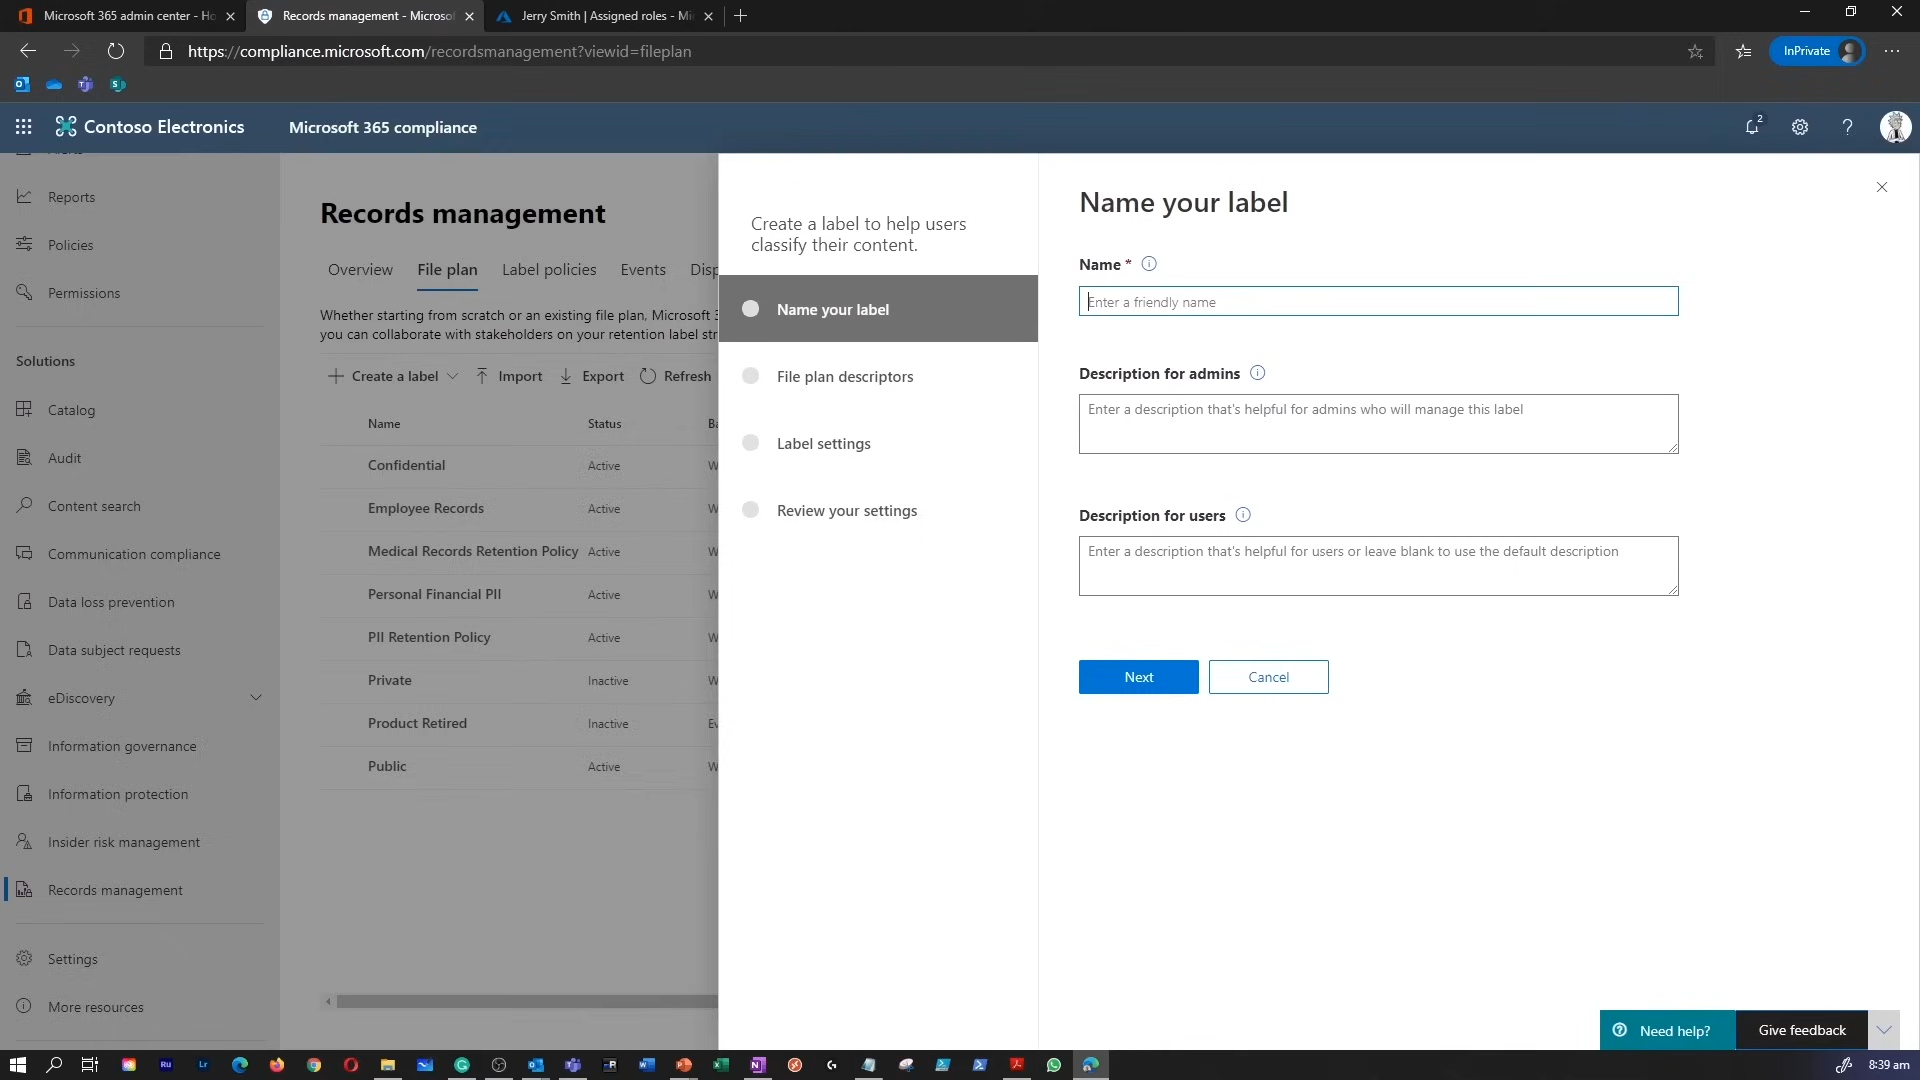 Microsoft 365 admin center - Ho
Records management - Microsof
Jerry Smith | Assigned roles - Mi
https://compliance.microsoft.com/recordsmanagement?viewid=fileplan
InPrivate
Contoso Electronics
Microsoft 365 compliance
2
Reports
Policies
Permissions
Solutions
Catalog
Audit
Content search
Communication compliance
Data loss prevention
Data subject requests
eDiscovery
Information governance
Information protection
Insider risk management
Records management
Settings
More resources
Records management
Overview
File plan
Label policies
Events
Disp
Whether starting from scratch or an existing file plan, Microsoft 3
you can collaborate with stakeholders on your retention label str
Create a label
Import
Export
Refresh
Name
Status
Ba
Confidential
Active
W
Employee Records
Active
W
Medical Records Retention Policy
Active
W
Personal Financial PII
Active
W
PII Retention Policy
Active
W
Private
Inactive
W
Product Retired
Inactive
Ev
Public
Active
W
Create a label to help users
classify their content.
Name your label
File plan descriptors
Label settings
Review your settings
Name your label
Name *
Enter a friendly name
Description for admins
Enter a description that's helpful for admins who will manage this label
Description for users
Enter a description that's helpful for users or leave blank to use the default description
Next
Cancel
Need help?
Give feedback
8:39 am